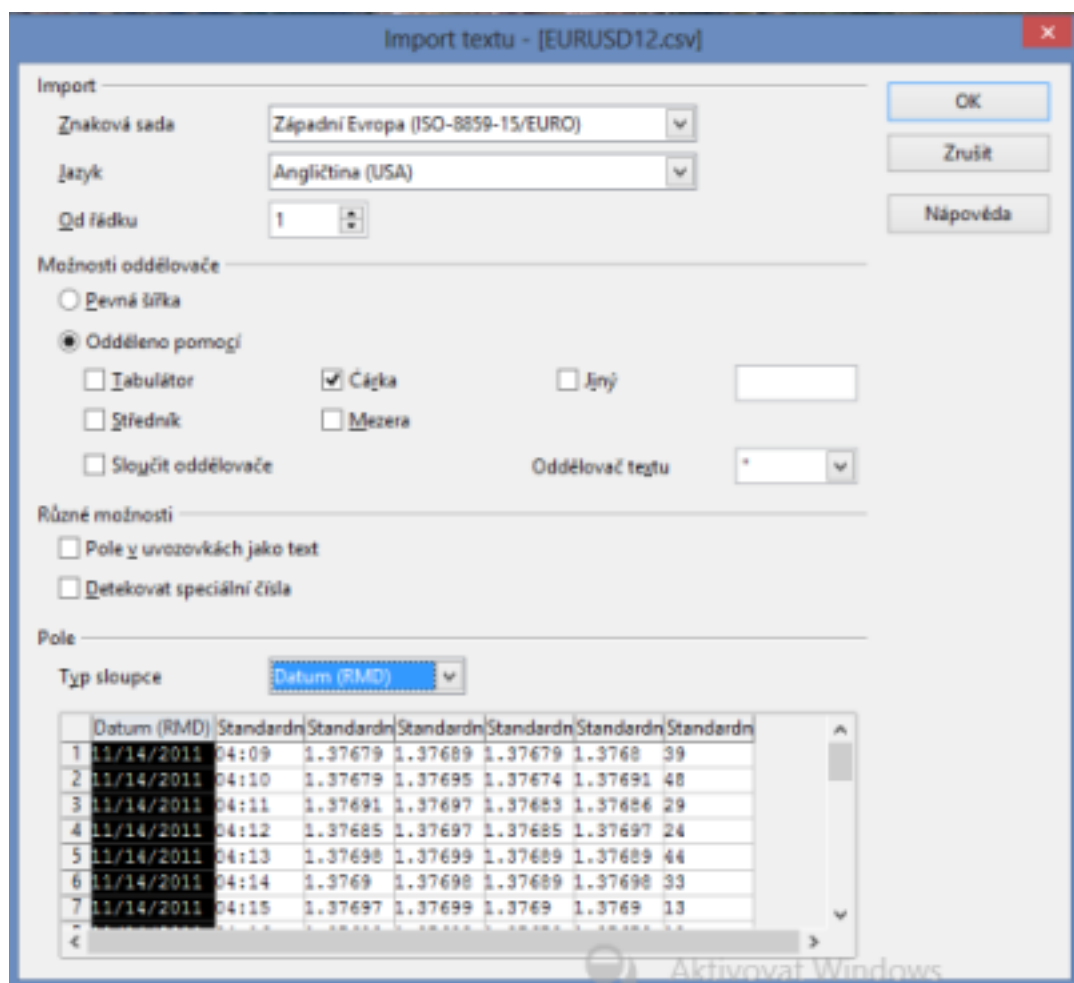 Import textu - [EURUSD12.csv]
Import
Znaková sada Západní Evropa (ISO-8859-15/EURO)
OK
Jazyk Angličtina (USA)
Zrušit
Od řádku 1
Nápověda
Možnosti oddělovače
Pevná šířka
Odděleno pomocí
Tabulátor Čárka Jiný
Středník Mezera
Sloučit oddělovače Oddělovač textu "
Různé možnosti
Pole v uvozovkách jako text
Detekovat speciální čísla
Pole
Typ sloupce Datum (RMD)
Datum (RMD) Standardn Standardn Standardn Standardn Standardn Standardn
1 11/14/2011 04:09 1.37679 1.37689 1.37679 1.3768 39
2 11/14/2011 04:10 1.37679 1.37695 1.37674 1.37691 48
3 11/14/2011 04:11 1.37691 1.37697 1.37683 1.37686 29
4 11/14/2011 04:12 1.37685 1.37697 1.37685 1.37697 24
5 11/14/2011 04:13 1.37698 1.37699 1.37689 1.37689 44
6 11/14/2011 04:14 1.3769 1.37698 1.37689 1.37698 33
7 11/14/2011 04:15 1.37697 1.37699 1.3769 1.3769 13
Aktivovat Windows